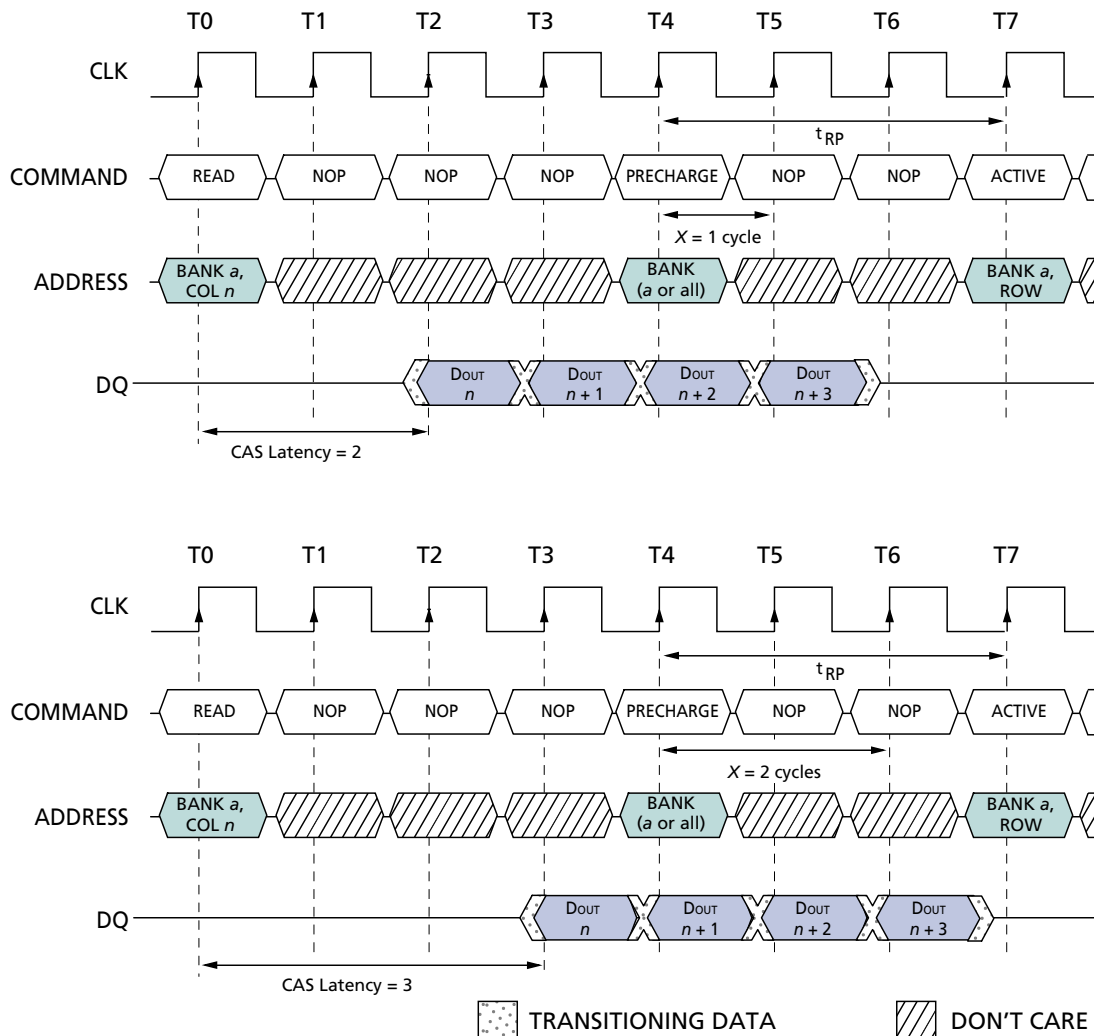 T0 T1 T2 T3 T4 T5 T6 T7
CLK
tRP
COMMAND READ NOP NOP NOP PRECHARGE NOP NOP ACTIVE
X = 1 cycle
ADDRESS BANK a, COL n BANK (a or all) BANK a, ROW
DQ DOUT n DOUT n + 1 DOUT n + 2 DOUT n + 3
CAS Latency = 2
T0 T1 T2 T3 T4 T5 T6 T7
CLK
tRP
COMMAND READ NOP NOP NOP PRECHARGE NOP NOP ACTIVE
X = 2 cycles
ADDRESS BANK a, COL n BANK (a or all) BANK a, ROW
DQ DOUT n DOUT n + 1 DOUT n + 2 DOUT n + 3
CAS Latency = 3
TRANSITIONING DATA DON'T CARE